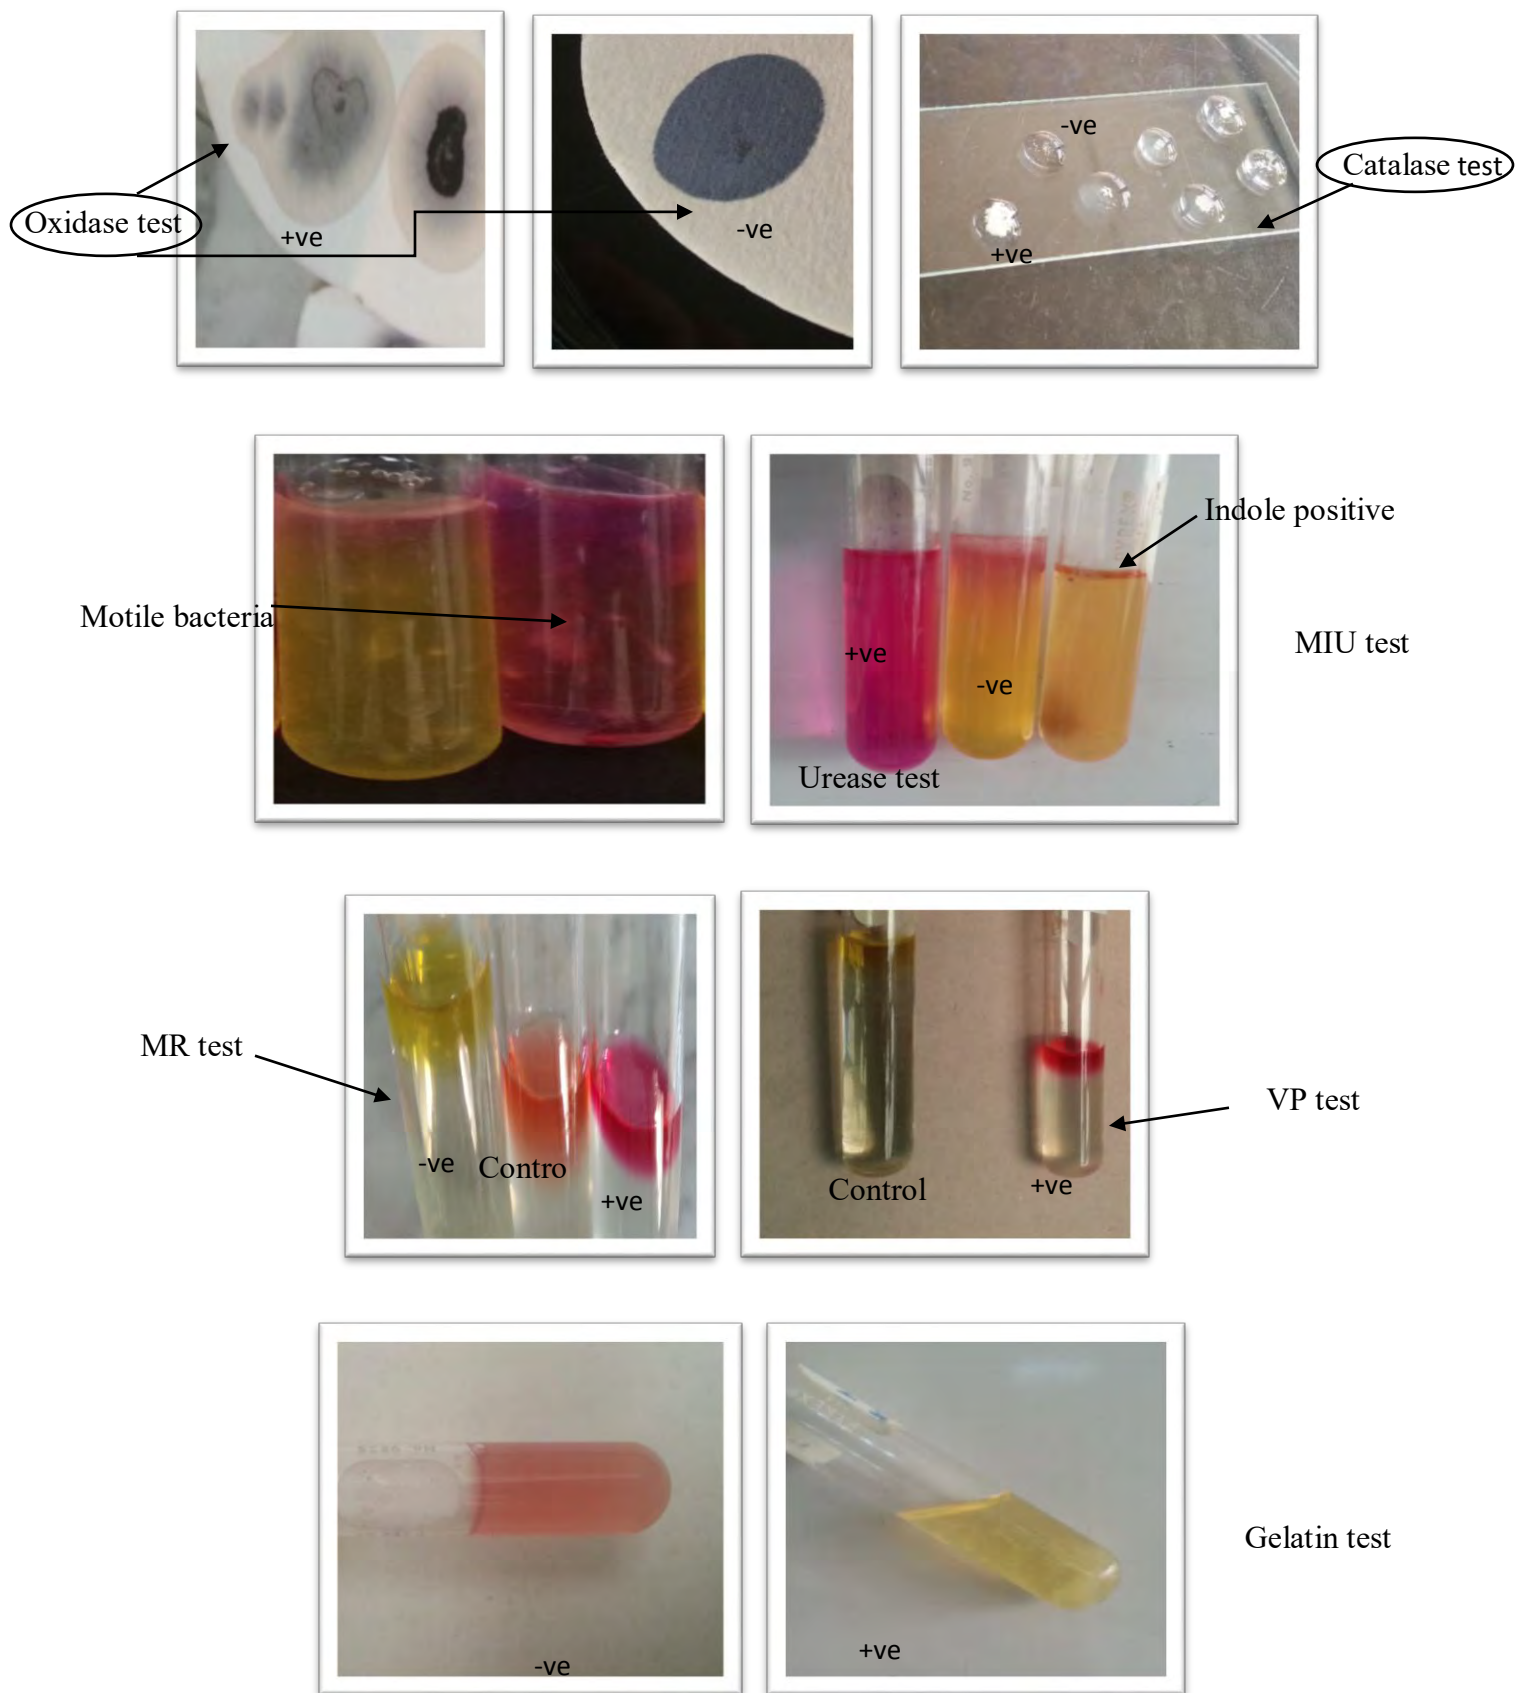 Oxidase test
+ve
-ve
-ve
+ve
Catalase test
Motile bacteria
Indole positive
+ve
-ve
Urease test
MIU test
MR test
-ve
Contro
+ve
Control
+ve
VP test
-ve
+ve
Gelatin test